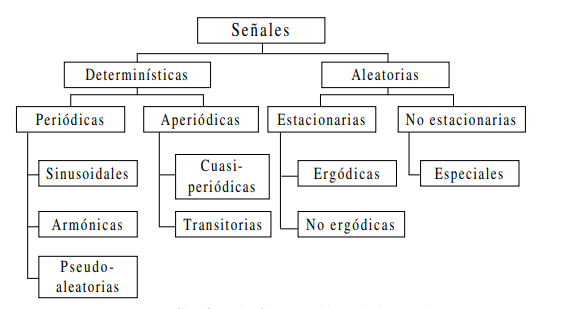 Señales
Determinísticas
Aleatorias
Periódicas
Aperiódicas
Estacionarias
No estacionarias
Sinusoidales
Cuasi-
periódicas
Ergódicas
Especiales
Armónicas
Transitorias
No ergódicas
Pseudo-
aleatorias